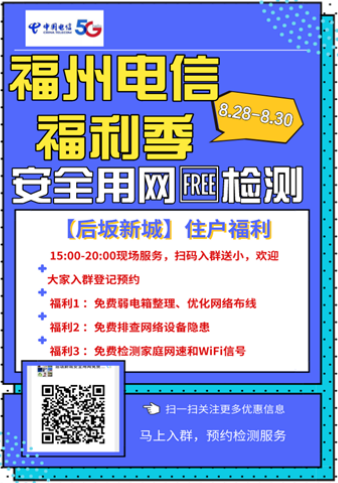 中国电信 5G
CHINA TELECOM
福州电信
8.28-8.30
福利季
安全用网FREE检测
【后坂新城】住户福利
15:00-20:00现场服务，扫码入群送小，欢迎
大家入群登记预约
福利1：免费弱电箱整理、优化网络布线
福利2：免费排查网络设备隐患
福利3：免费检测家庭网速和WiFi信号
扫一扫关注更多优惠信息
马上入群，预约检测服务